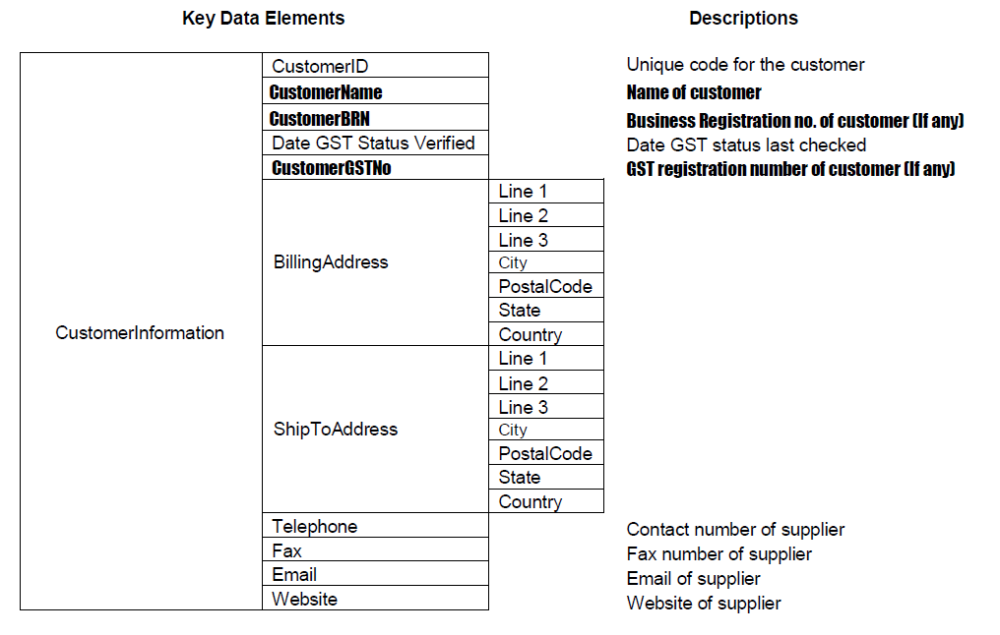 Key Data Elements Descriptions
CustomerID Unique code for the customer
CustomerName Name of customer
CustomerBRN Business Registration no. of customer (If any)
Date GST Status Verified Date GST status last checked
CustomerGSTNo GST registration number of customer (If any)
Line 1
Line 2
Line 3
BillingAddress City
PostalCode
State
CustomerInformation Country
Line 1
Line 2
Line 3
ShipToAddress City
PostalCode
State
Country
Telephone Contact number of supplier
Fax Fax number of supplier
Email Email of supplier
Website Website of supplier